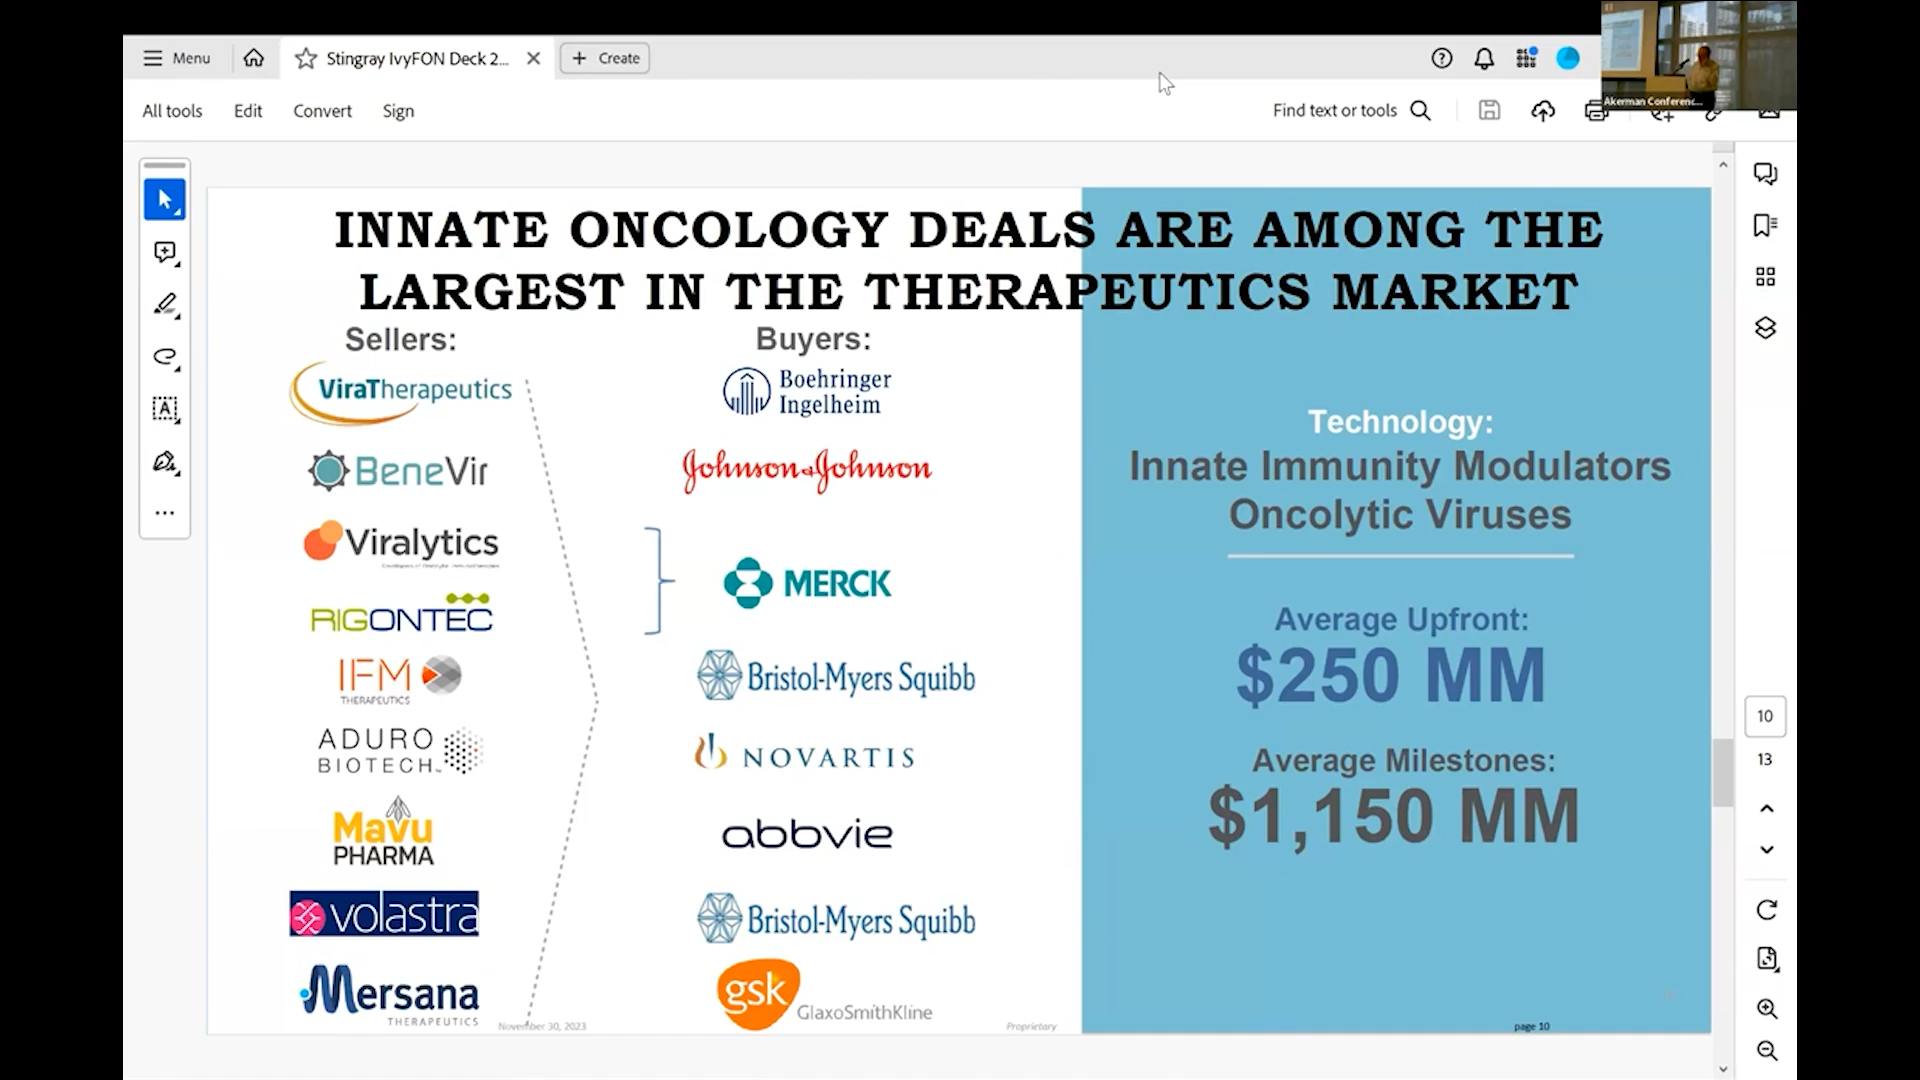 Menu
Stingray IvyFON Deck 2...
Create
All tools
Edit
Convert
Sign
Find text or tools
Akerman Conferenc...
INNATE ONCOLOGY DEALS ARE AMONG THE
LARGEST IN THE THERAPEUTICS MARKET
Sellers:
Buyers:
ViraTherapeutics
Boehringer
Ingelheim
BeneVir
Johnson & Johnson
Viralytics
RIGONTEC
MERCK
IFM
THERAPEUTICS
Bristol-Myers Squibb
ADURO
BIOTECH
NOVARTIS
Mavu
PHARMA
abbvie
volastra
Bristol-Myers Squibb
Mersana
THERAPEUTICS
gsk
GlaxoSmithKline
Technology:
Innate Immunity Modulators
Oncolytic Viruses
Average Upfront:
$250 MM
Average Milestones:
$1,150 MM
November 30, 2023
Proprietary
page 10
10
13